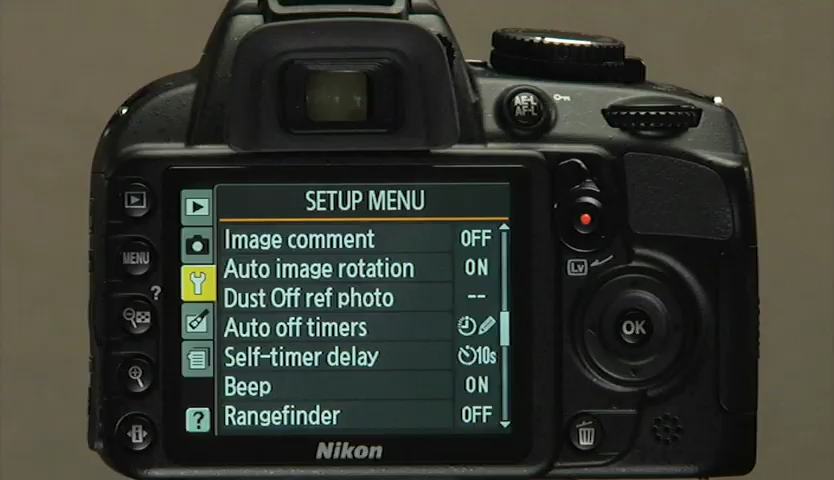 AE-L
AF-L
SETUP MENU
Image comment OFF
Auto image rotation ON
Dust Off ref photo --
Auto off timers
Self-timer delay 10s
Beep ON
Rangefinder OFF
MENU
?
?
Lv
OK
i
Nikon